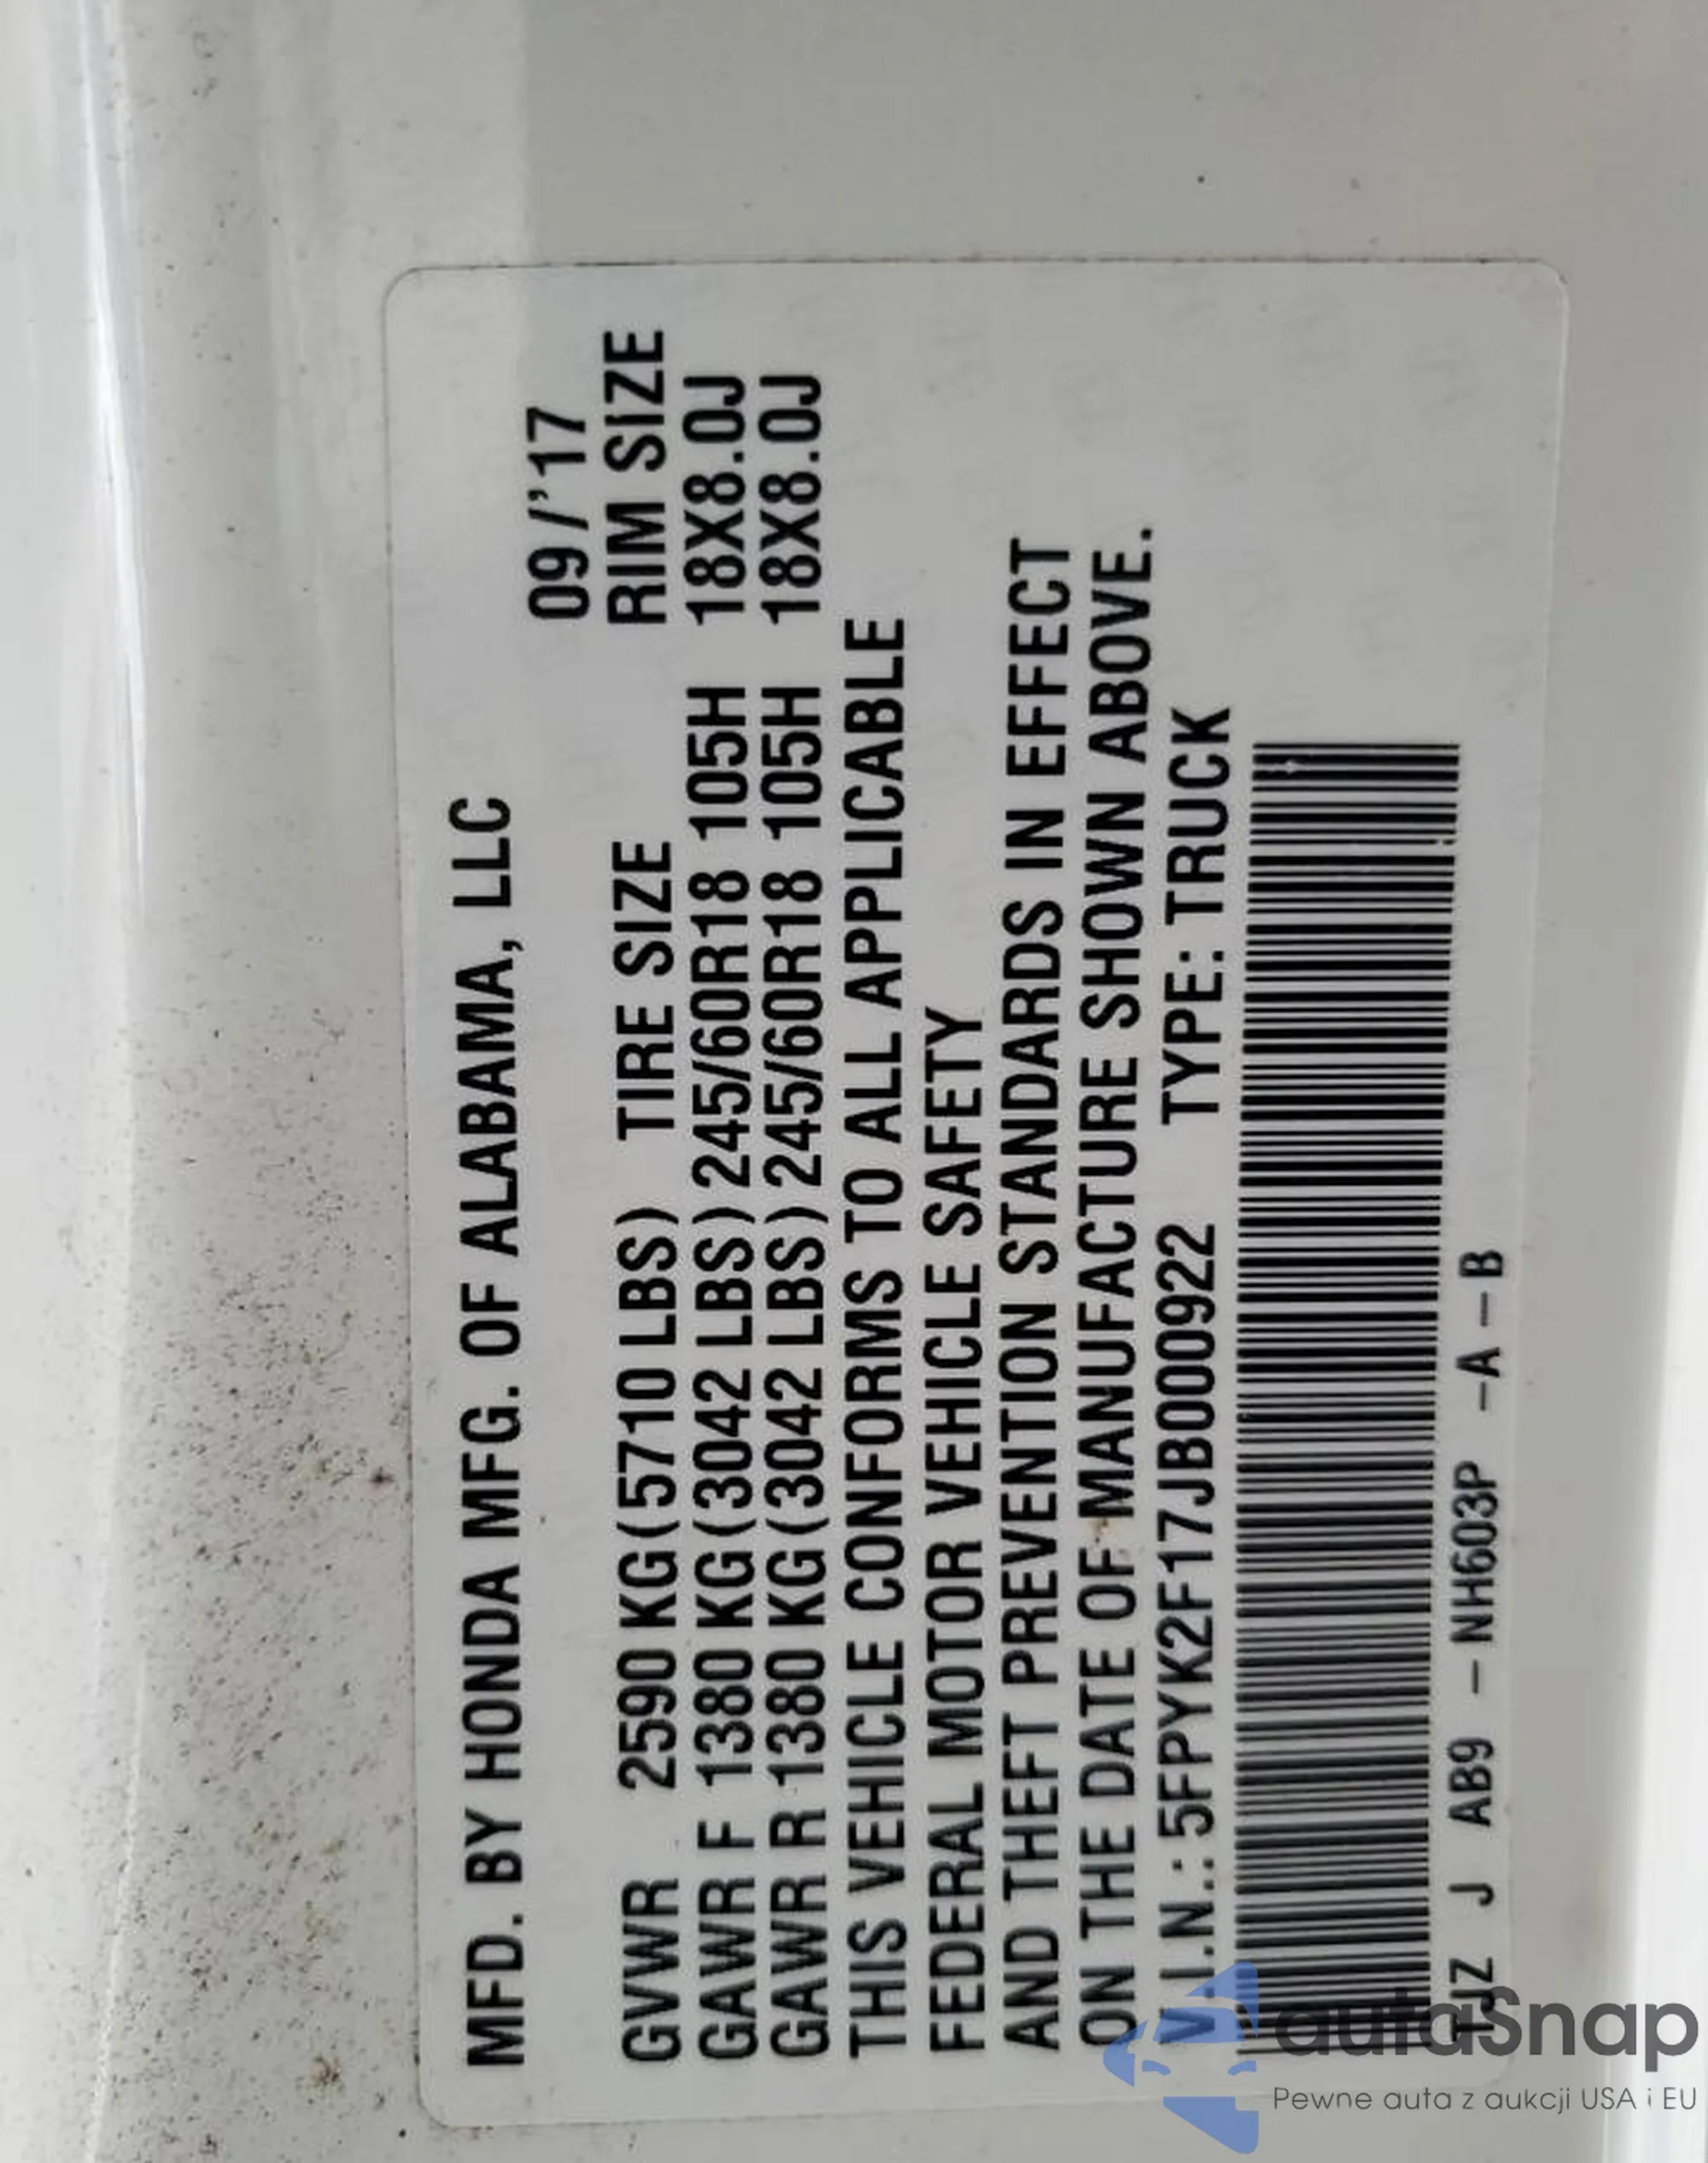 MFD. BY HONDA MFG. OF ALABAMA, LLC
09/'17
GVWR 2590 KG(5710 LBS) TIRE SIZE RIM SIZE
GAWR F 1380 KG(3042 LBS) 245/60R18 105H 18X8.0J
GAWR R 1380 KG(3042 LBS) 245/60R18 105H 18X8.0J
THIS VEHICLE CONFORMS TO ALL APPLICABLE
FEDERAL MOTOR VEHICLE SAFETY
AND THEFT PREVENTION STANDARDS IN EFFECT
ON THE DATE OF MANUFACTURE SHOWN ABOVE.
V.I.N.: 5FPYK2F17JB000922 TYPE: TRUCK
TJZ J AB9 - NH603P - A - B
autaSnap
Pewne auta z aukcji USA i EU